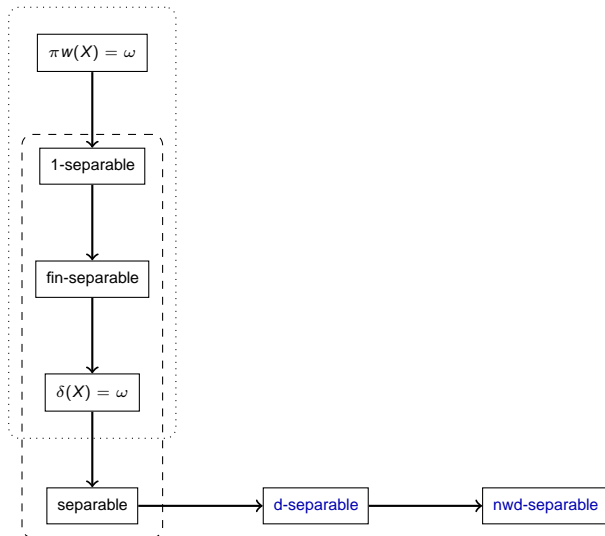 πw(X) = ω
1-separable
fin-separable
δ(X) = ω
separable
d-separable
nwd-separable